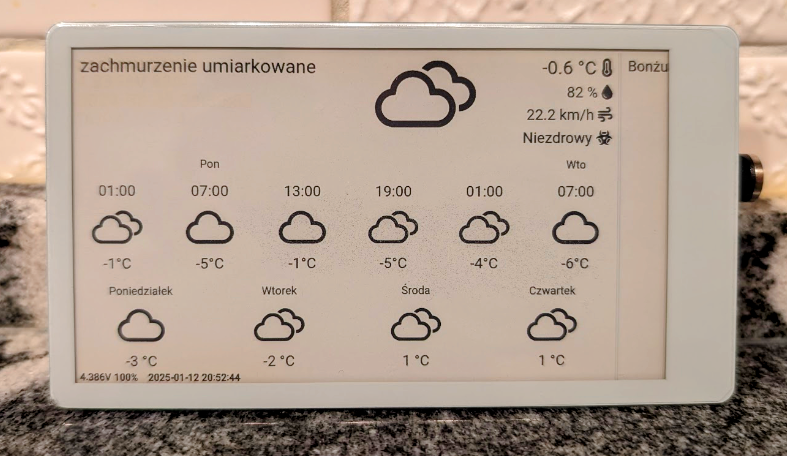 zachmurzenie umiarkowane
-0.6 °C
Bonżu
82 %
22.2 km/h
Niezdrowy
Pon
Wto
01:00 07:00 13:00 19:00 01:00 07:00
-1°C -5°C -1°C -5°C -4°C -6°C
Poniedziałek Wtorek Środa Czwartek
-3 °C -2 °C 1 °C 1 °C
4.386V 100% 2025-01-12 20:52:44